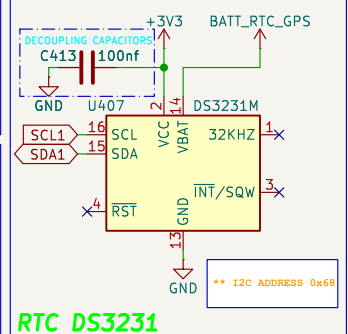 +3V3
BATT_RTC_GPS
DECOUPLING CAPACITORS
C413 100nf
GND
U407
DS3231M
2
14
VCC
VBAT
SCL1 16 SCL
32KHZ 1
SDA1 15 SDA
INT/SQW 3
4 RST
GND
13
GND
** I2C ADDRESS 0x68
RTC DS3231